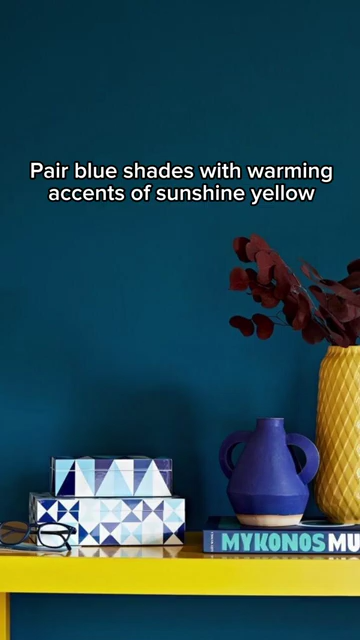 Pair blue shades with warming
accents of sunshine yellow
MYKONOS MU